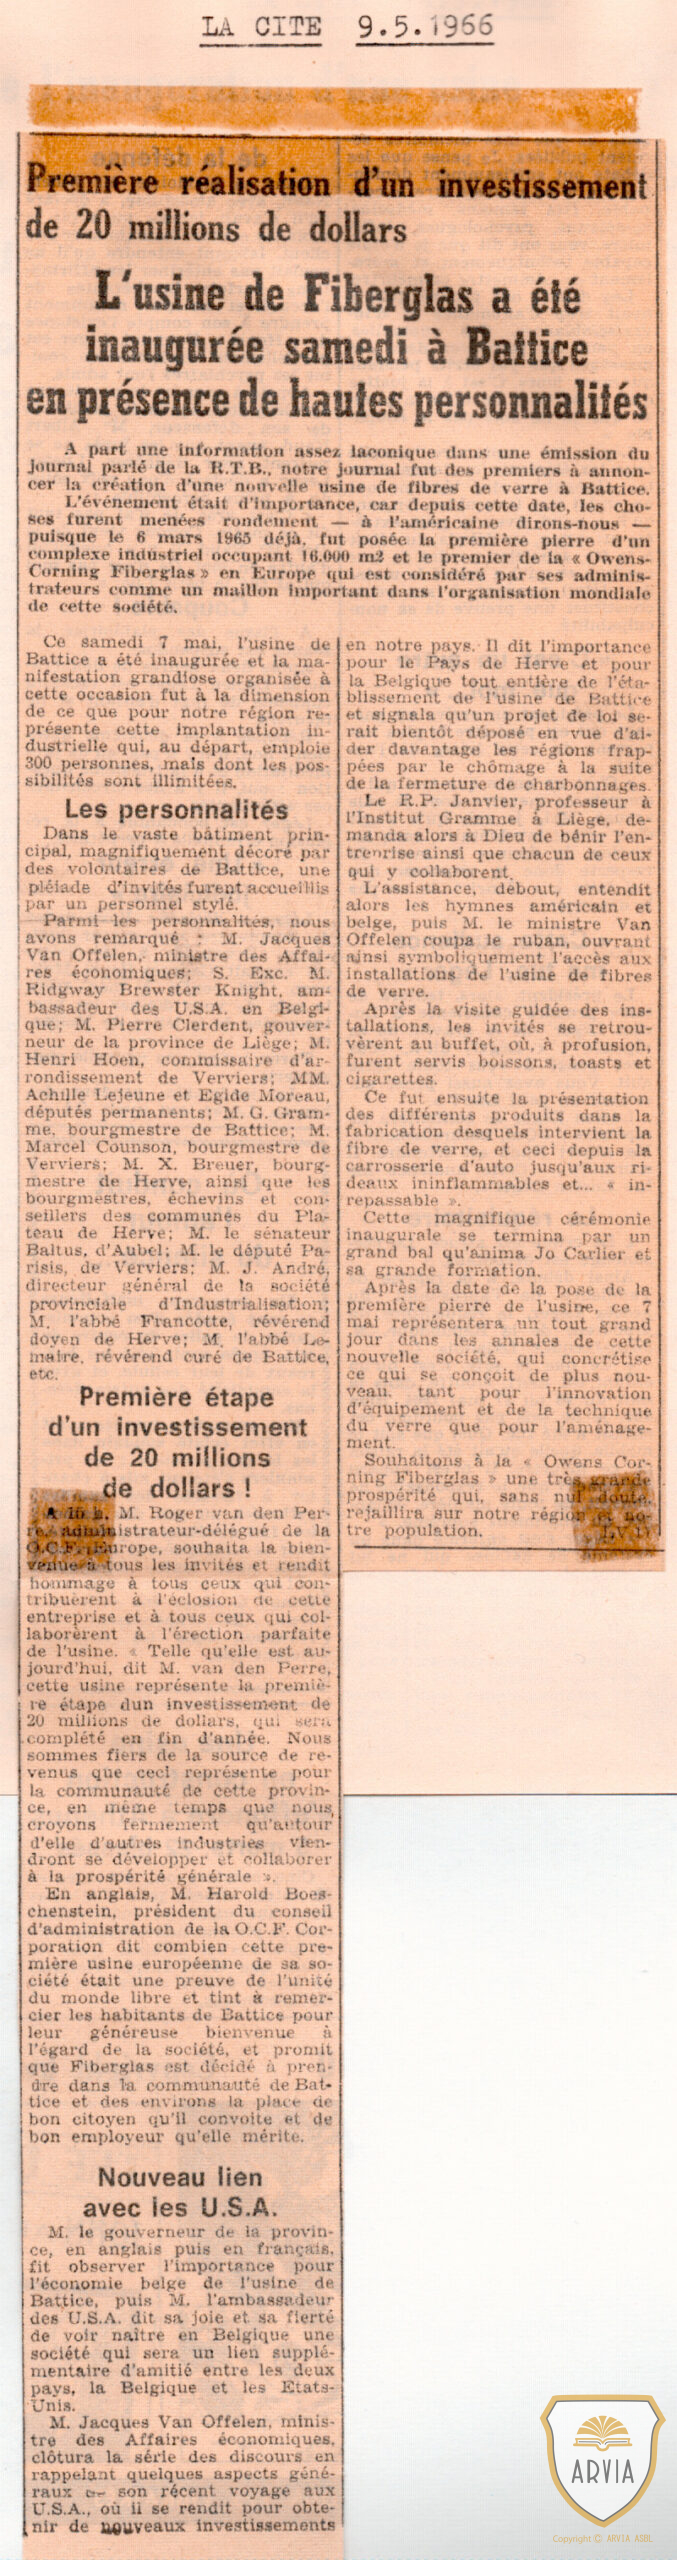 LA CITE 9.5.1966
Première réalisation d'un investissement
de 20 millions de dollars
L'usine de Fiberglas a été
inaugurée samedi à Battice
en présence de hautes personnalités
A part une information assez laconique dans une émission du
Journal parlé de la R.T.B., notre journal fut des premiers à annon-
cer la création d'une nouvelle usine de fibres de verre à Battice.
L'événement était d'importance, car depuis cette date, les cho-
ses furent menées rondement — à l'américaine dirons-nous —
puisque le 6 mars 1965 déjà, fut posée la première pierre d'un
complexe industriel occupant 16.000 m2 et le premier de la « Owens-
Corning Fiberglas » en Europe qui est considéré par ses adminis-
trateurs comme un maillon important dans l'organisation mondiale
de cette société.
Ce samedi 7 mai, l'usine de
Battice a été inaugurée et la ma-
nifestation grandiose organisée à
cette occasion fut à la dimension
de ce que pour notre région re-
présente cette implantation in-
dustrielle qui, au départ, emploie
300 personnes, mais dont les pos-
sibilités sont illimitées.
Les personnalités
Dans le vaste bâtiment prin-
cipal, magnifiquement décoré par
des volontaires de Battice, une
pléiade d'invités furent accueillis
par un personnel stylé.
Parmi les personnalités, nous
avons remarqué : M. Jacques
Van Offelen, ministre des Affai-
res économiques; S. Exc. M.
Ridgway Brewster Knight, am-
bassadeur des U.S.A. en Belgi-
que; M. Pierre Clerdent, gouver-
neur de la province de Liège; M.
Henri Hoen, commissaire d'ar-
rondissement de Verviers; MM.
Achille Lejeune et Egide Moreau,
députés permanents; M. G. Gram-
me, bourgmestre de Battice; M.
Marcel Counson, bourgmestre de
Verviers; M. X. Breuer, bourg-
mestre de Herve, ainsi que les
bourgmestres, échevins et con-
seillers des communes du Pla-
teau de Herve; M. le sénateur
Baltus, d'Aubel; M. le député Pa-
risis, de Verviers; M. J. André,
directeur général de la société
provinciale d'Industrialisation;
M. l'abbé Francotte, révérend
doyen de Herve; M. l'abbé Le-
maire, révérend curé de Battice,
etc.
Première étape
d'un investissement
de 20 millions
de dollars !
A 15 h. M. Roger van den Per-
re, administrateur-délégué de la
O.C.F. Europe, souhaita la bien-
venue à tous les invités et rendit
hommage à tous ceux qui con-
tribuèrent à l'éclosion de cette
entreprise et à tous ceux qui col-
laborèrent à l'érection parfaite
de l'usine. « Telle qu'elle est au-
jourd'hui, dit M. van den Perre,
cette usine représente la premiè-
re étape dun investissement de
20 millions de dollars, qui sera
complété en fin d'année. Nous
sommes fiers de la source de re-
venus que ceci représente pour
la communauté de cette provin-
ce, en même temps que nous
croyons fermement qu'autour
d'elle d'autres industries vien-
dront se développer et collaborer
à la prospérité générale ».
En anglais, M. Harold Boes-
chenstein, président du conseil
d'administration de la O.C.F. Cor-
poration dit combien cette pre-
mière usine européenne de sa so-
ciété était une preuve de l'unité
du monde libre et tint à remer-
cier les habitants de Battice pour
leur généreuse bienvenue à
l'égard de la société, et promit
que Fiberglas est décidé à pren-
dre dans la communauté de Bat-
tice et des environs la place de
bon citoyen qu'il convoite et de
bon employeur qu'elle mérite.
Nouveau lien
avec les U.S.A.
M. le gouverneur de la provin-
ce, en anglais puis en français,
fit observer l'importance pour
l'économie belge de l'usine de
Battice, puis M. l'ambassadeur
des U.S.A. dit sa joie et sa fierté
de voir naître en Belgique une
société qui sera un lien supplé-
mentaire d'amitié entre les deux
pays, la Belgique et les Etats-
Unis.
M. Jacques Van Offelen, minis-
tre des Affaires économiques,
clôtura la série des discours en
rappelant quelques aspects géné-
raux de son récent voyage aux
U.S.A., où il se rendit pour obte-
nir de nouveaux investissements
en notre pays. Il dit l'importance
pour le Pays de Herve et pour
la Belgique tout entière de l'éta-
blissement de l'usine de Battice
et signala qu'un projet de loi se-
rait bientôt déposé en vue d'ai-
der davantage les régions frap-
pées par le chômage à la suite
de la fermeture de charbonnages.
Le R.P. Janvier, professeur à
l'Institut Gramme à Liège, de-
manda alors à Dieu de bénir l'en-
treprise ainsi que chacun de ceux
qui y collaborent.
L'assistance, debout, entendit
alors les hymnes américain et
belge, puis M. le ministre Van
Offelen coupa le ruban, ouvrant
ainsi symboliquement l'accès aux
installations de l'usine de fibres
de verre.
Après la visite guidée des ins-
tallations, les invités se retrou-
vèrent au buffet, où, à profusion,
furent servis boissons, toasts et
cigarettes.
Ce fut ensuite la présentation
des différents produits dans la
fabrication desquels intervient la
fibre de verre, et ceci depuis la
carrosserie d'auto jusqu'aux ri-
deaux ininflammables et... « in-
repassable ».
Cette magnifique cérémonie
inaugurale se termina par un
grand bal qu'anima Jo Carlier et
sa grande formation.
Après la date de la pose de la
première pierre de l'usine, ce 7
mai représentera un tout grand
jour dans les annales de cette
nouvelle société, qui concrétise
ce qui se conçoit de plus nou-
veau, tant pour l'innovation
d'équipement et de la technique
du verre que pour l'aménage-
ment.
Souhaitons à la « Owens Cor-
ning Fiberglas » une très grande
prospérité qui, sans nul doute,
rejaillira sur notre région et no-
tre population.
ARVIA
Copyright © ARVIA ASBL